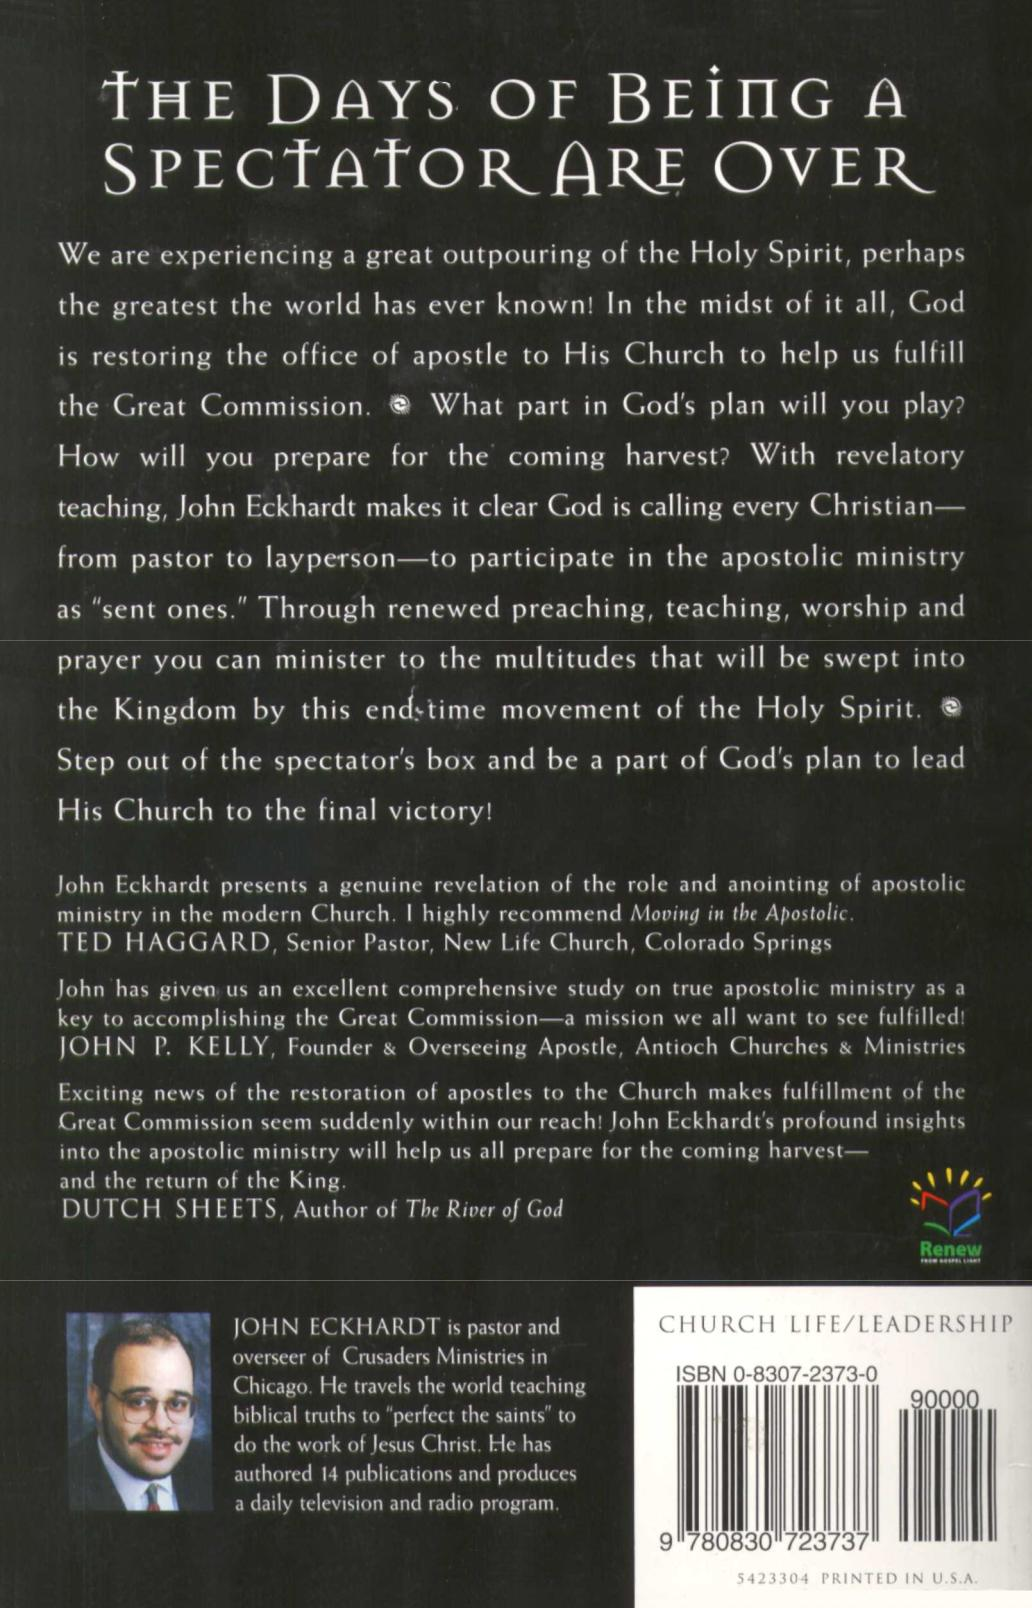 THE DAYS OF BEING A
SPECTATOR ARE OVER
We are experiencing a great outpouring of the Holy Spirit, perhaps
the greatest the world has ever known! In the midst of it all, God
is restoring the office of apostle to His Church to help us fulfill
the Great Commission. What part in God's plan will you play?
How will you prepare for the coming harvest? With revelatory
teaching, John Eckhardt makes it clear God is calling every Christian—
from pastor to layperson—to participate in the apostolic ministry
as "sent ones." Through renewed preaching, teaching, worship and
prayer you can minister to the multitudes that will be swept into
the Kingdom by this end-time movement of the Holy Spirit.
Step out of the spectator's box and be a part of God's plan to lead
His Church to the final victory!
John Eckhardt presents a genuine revelation of the role and anointing of apostolic
ministry in the modern Church. I highly recommend Moving in the Apostolic.
TED HAGGARD, Senior Pastor, New Life Church, Colorado Springs
John has given us an excellent comprehensive study on true apostolic ministry as a
key to accomplishing the Great Commission—a mission we all want to see fulfilled!
JOHN P. KELLY, Founder & Overseeing Apostle, Antioch Churches & Ministries
Exciting news of the restoration of apostles to the Church makes fulfillment of the
Great Commission seem suddenly within our reach! John Eckhardt's profound insights
into the apostolic ministry will help us all prepare for the coming harvest—
and the return of the King.
DUTCH SHEETS, Author of The River of God
Renew
FROM GOSPEL LIGHT
JOHN ECKHARDT is pastor and
overseer of Crusaders Ministries in
Chicago. He travels the world teaching
biblical truths to "perfect the saints" to
do the work of Jesus Christ. He has
authored 14 publications and produces
a daily television and radio program.
CHURCH LIFE/LEADERSHIP
ISBN 0-8307-2373-0
90000
9 780830 723737
5423304 PRINTED IN U.S.A.